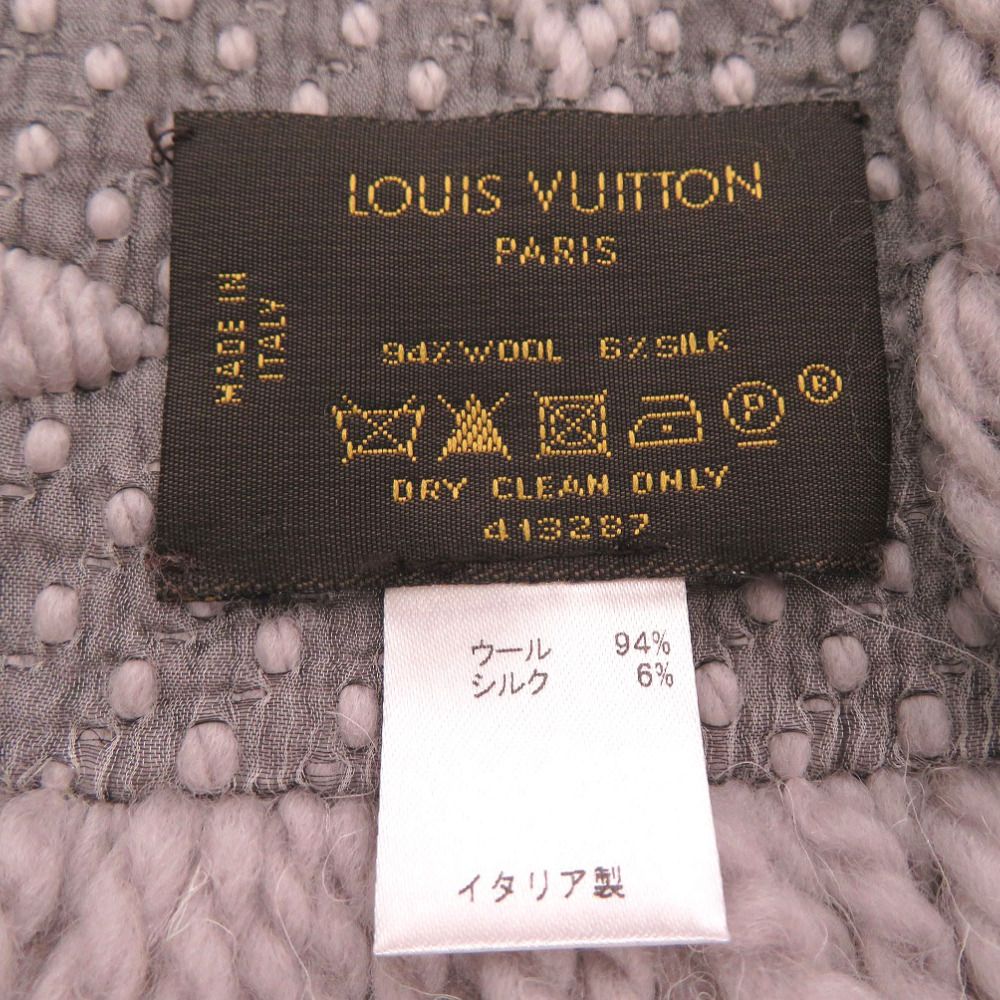 LOUIS VUITTON
PARIS
MADE IN
ITALY
94%WOOL 6%SILK
P
®
DRY CLEAN ONLY
413287
ウール 94%
シルク 6%
イタリア製